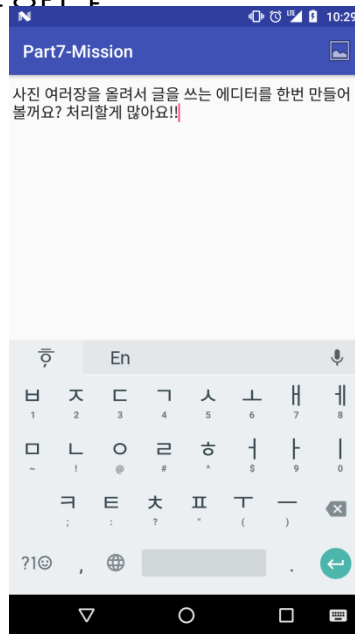 10:29
Part7-Mission
사진 여러장을 올려서 글을 쓰는 에디터를 한번 만들어
볼꺼요? 처리할게 많아요!!
En
ㅂ ㅈ ㄷ ㄱ ㅅ ㅗ ㅐ ㅔ
1 2 3 4 5 6 7 8
ㅁ ㄴ ㅇ ㄹ ㅎ ㅓ ㅏ ㅣ
~ ! @ # ^ $ 9 0
ㅋ ㅌ ㅊ ㅍ ㅜ ㅡ
; : ? " ( )
?1☺ , .